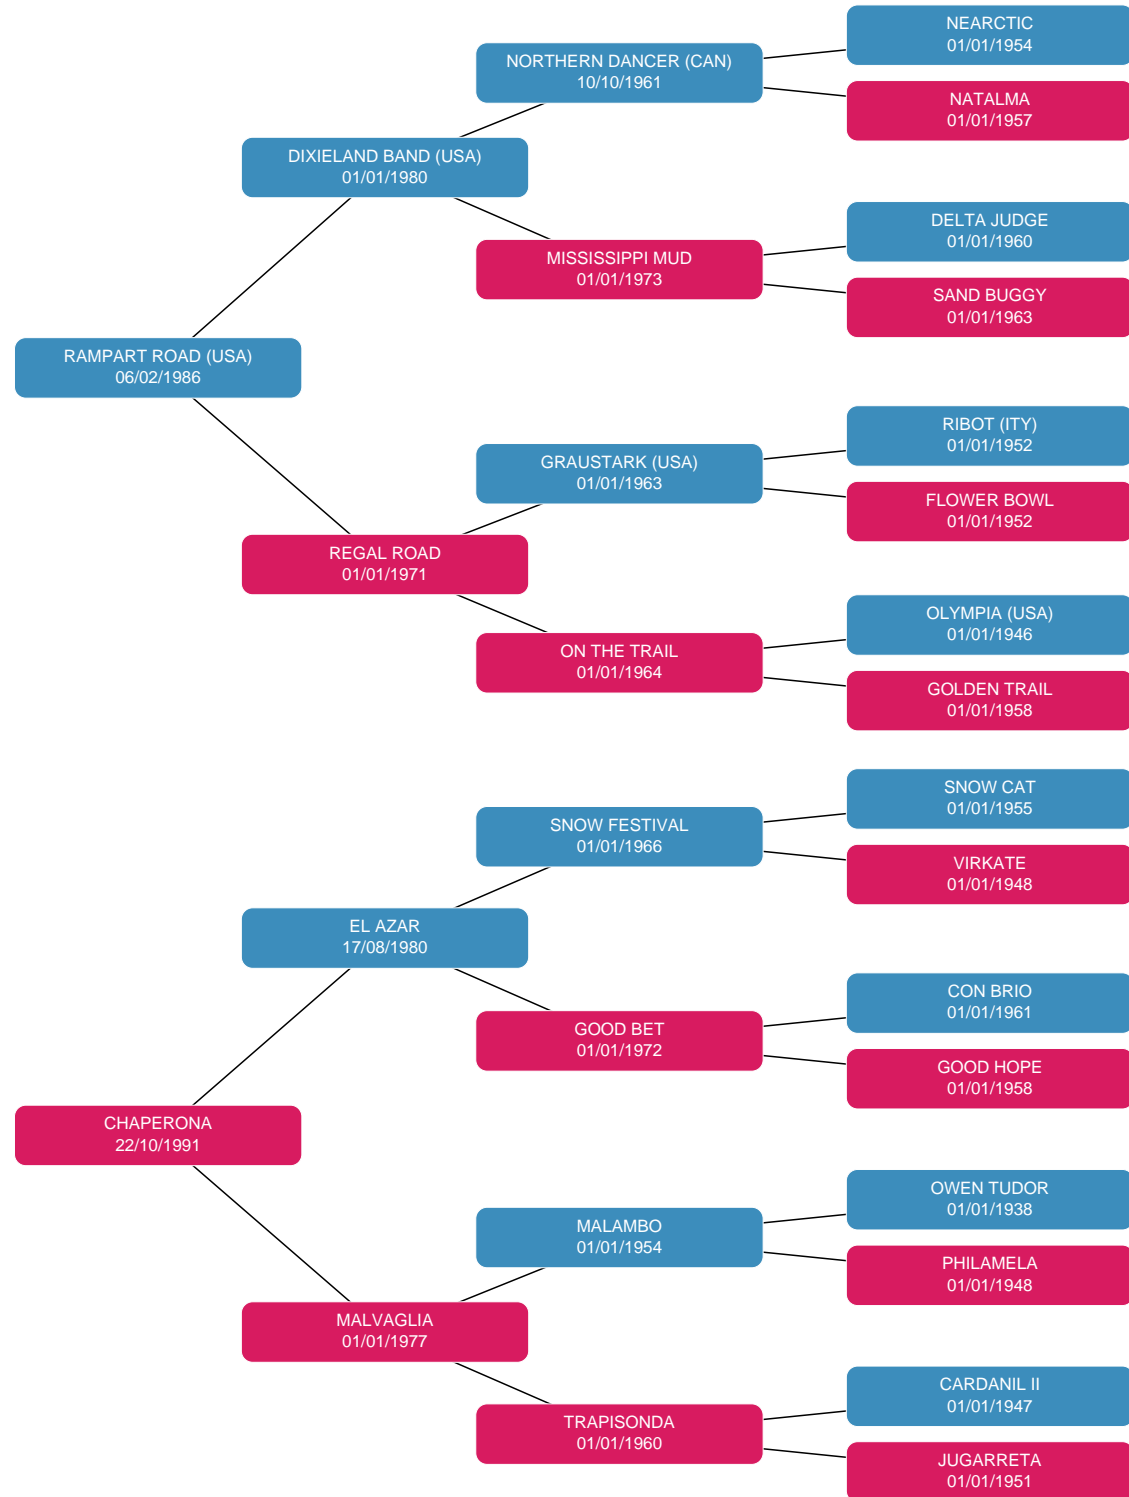 NEARCTIC
01/01/1954
NORTHERN DANCER (CAN)
10/10/1961
NATALMA
01/01/1957
DIXIELAND BAND (USA)
01/01/1980
DELTA JUDGE
01/01/1960
MISSISSIPPI MUD
01/01/1973
SAND BUGGY
01/01/1963
RAMPART ROAD (USA)
06/02/1986
RIBOT (ITY)
01/01/1952
GRAUSTARK (USA)
01/01/1963
FLOWER BOWL
01/01/1952
REGAL ROAD
01/01/1971
OLYMPIA (USA)
01/01/1946
ON THE TRAIL
01/01/1964
GOLDEN TRAIL
01/01/1958
SNOW CAT
01/01/1955
SNOW FESTIVAL
01/01/1966
VIRKATE
01/01/1948
EL AZAR
17/08/1980
CON BRIO
01/01/1961
GOOD BET
01/01/1972
GOOD HOPE
01/01/1958
CHAPERONA
22/10/1991
OWEN TUDOR
01/01/1938
MALAMBO
01/01/1954
PHILAMELA
01/01/1948
MALVAGLIA
01/01/1977
CARDANIL II
01/01/1947
TRAPISONDA
01/01/1960
JUGARRETA
01/01/1951